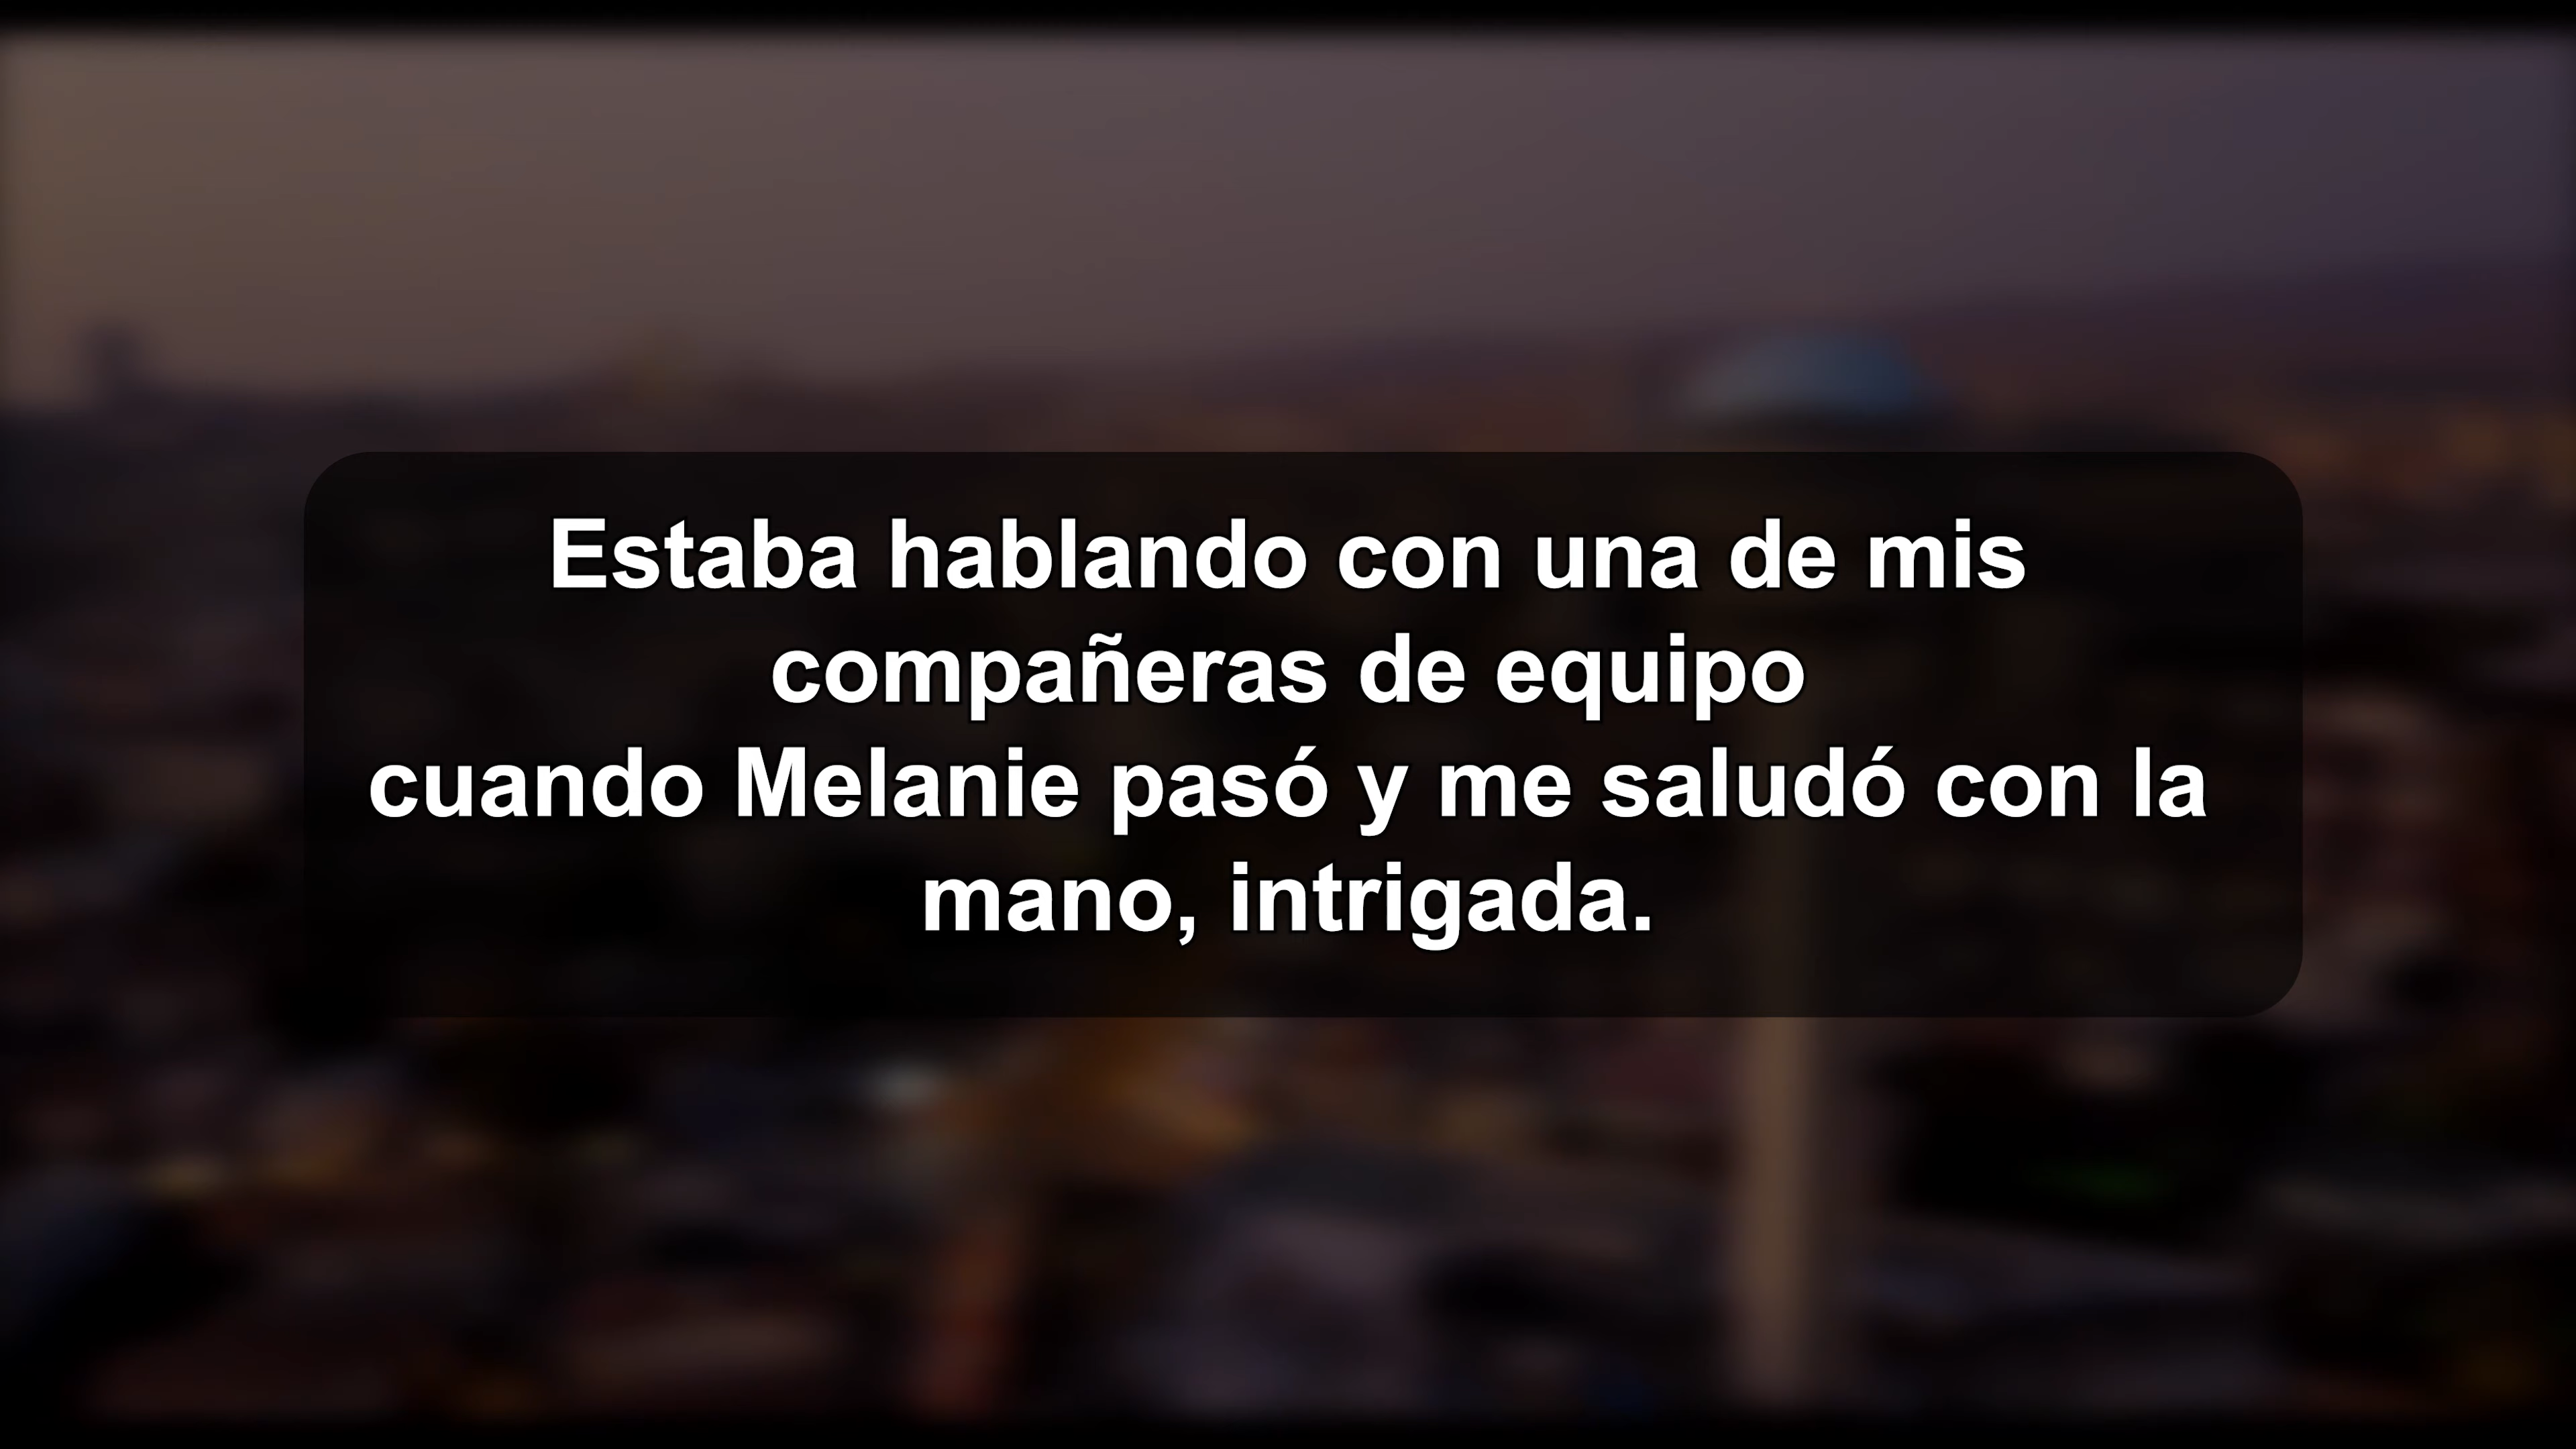 Estaba hablando con una de mis
compañeras de equipo
cuando Melanie pasó y me saludó con la
mano, intrigada.